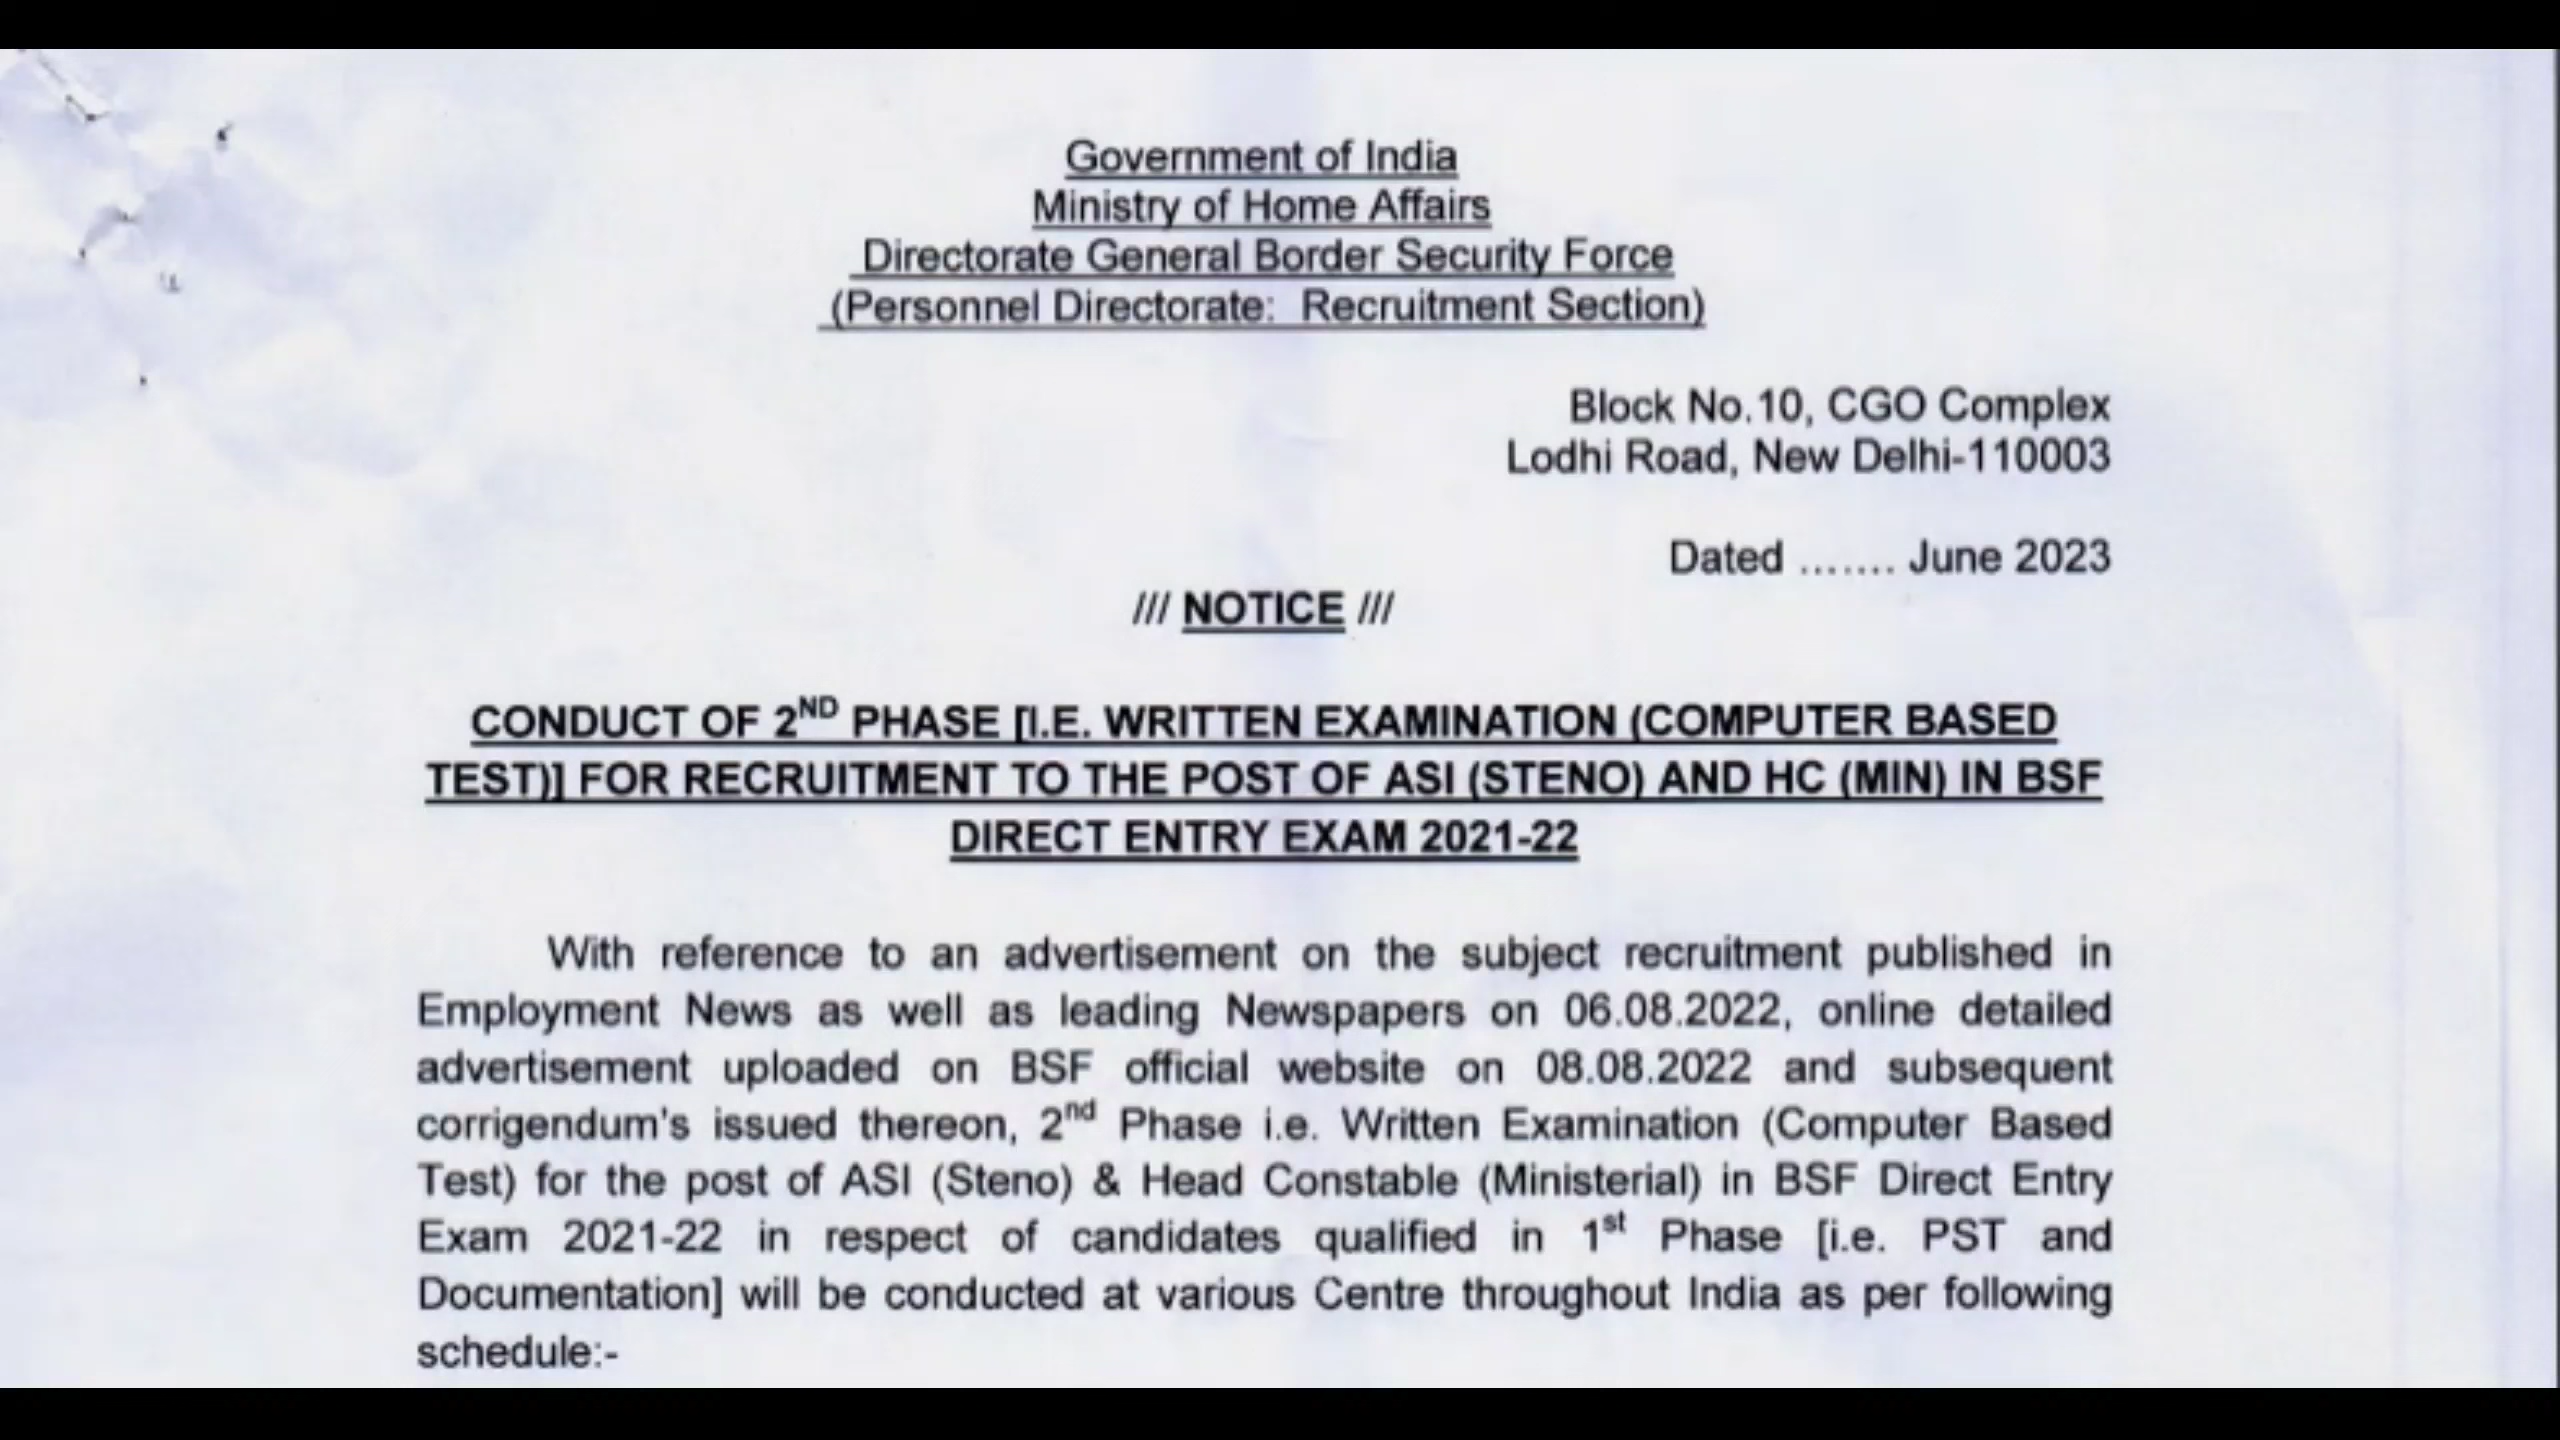 Government of India
Ministry of Home Affairs
Directorate General Border Security Force
(Personnel Directorate: Recruitment Section)
Block No.10, CGO Complex
Lodhi Road, New Delhi-110003
Dated ....... June 2023
/// NOTICE ///
CONDUCT OF 2ND PHASE [I.E. WRITTEN EXAMINATION (COMPUTER BASED
TEST)] FOR RECRUITMENT TO THE POST OF ASI (STENO) AND HC (MIN) IN BSF
DIRECT ENTRY EXAM 2021-22
With reference to an advertisement on the subject recruitment published in
Employment News as well as leading Newspapers on 06.08.2022, online detailed
advertisement uploaded on BSF official website on 08.08.2022 and subsequent
corrigendum's issued thereon, 2nd Phase i.e. Written Examination (Computer Based
Test) for the post of ASI (Steno) & Head Constable (Ministerial) in BSF Direct Entry
Exam 2021-22 in respect of candidates qualified in 1st Phase [i.e. PST and
Documentation] will be conducted at various Centre throughout India as per following
schedule:-